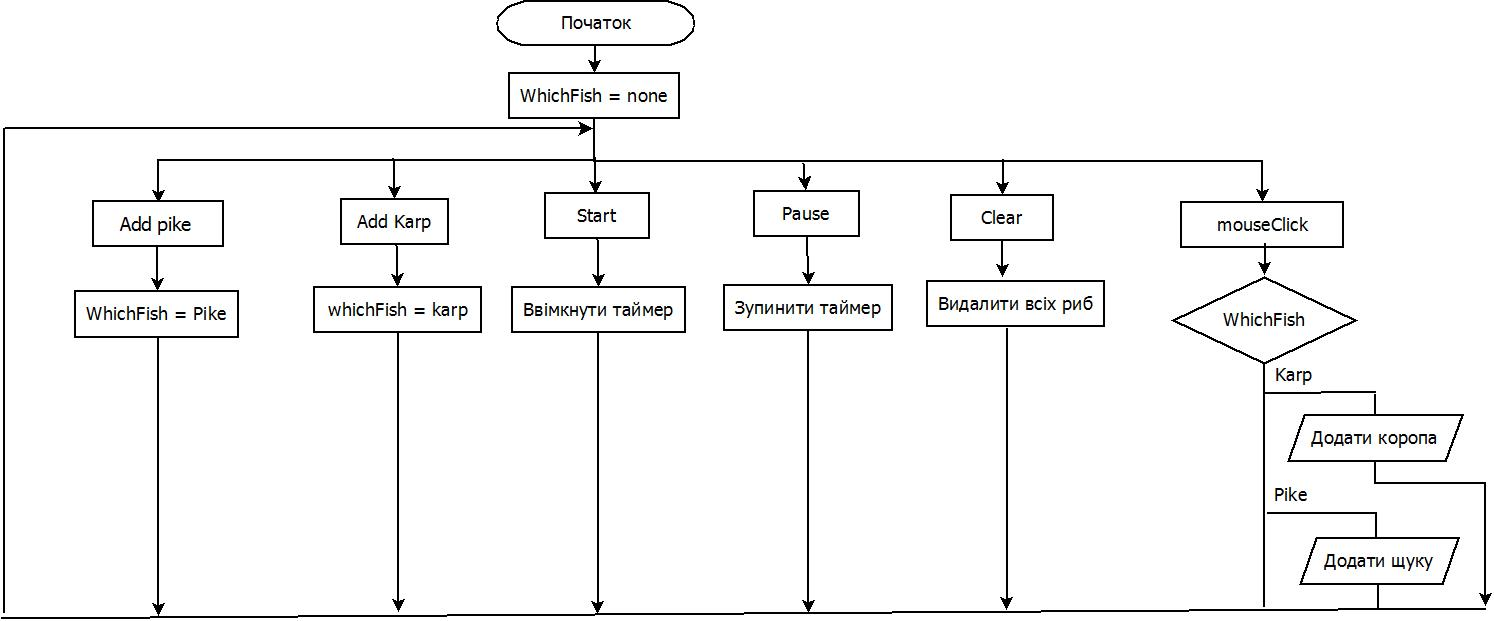 Початок
WhichFish = none
Add pike
Add Karp
Start
Pause
Clear
mouseClick
WhichFish = Pike
whichFish = karp
Ввімкнути таймер
Зупинити таймер
Видалити всіх риб
WhichFish
Karp
Додати коропа
Pike
Додати щуку